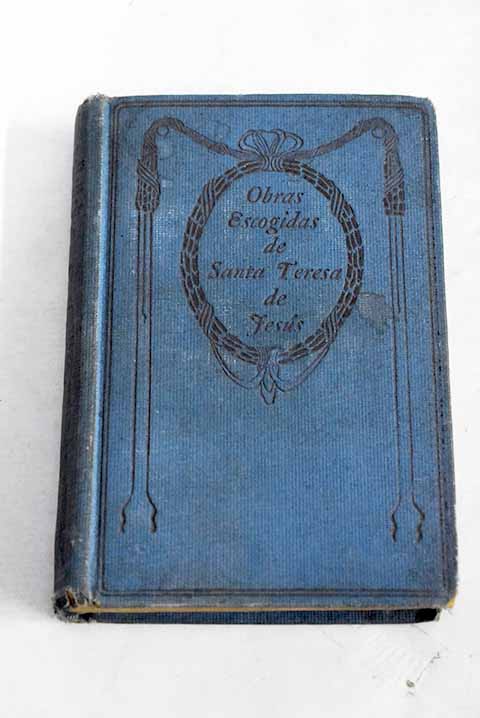 Obras
Escogidas
de
Santa Teresa
de
Jesús